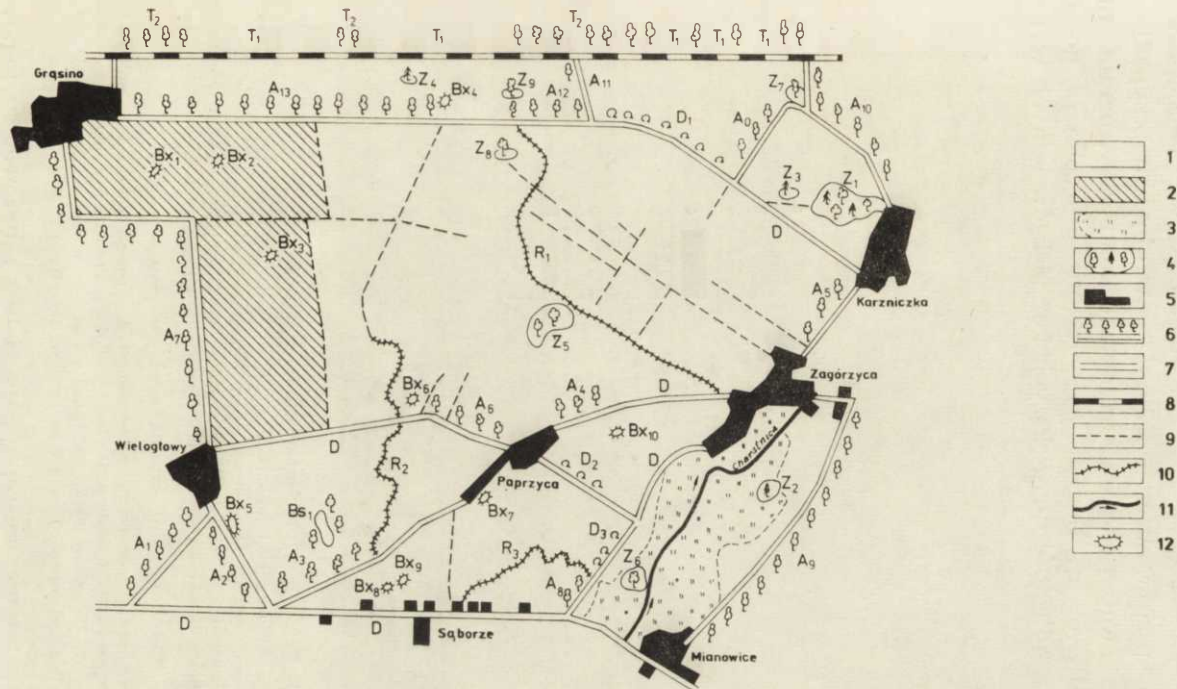 T₂ T₂ T₁ T₁ T₂ T₁ T₁ T₁
Grąsino
Z₄ Bx₄ Z₉ A₁₁ Z₇
A₁₃ A₁₂ D₁ A₀ A₁₀
Bx₁ Bx₂ Z₈ Z₃ Z₁
Bx₃ R₁ D
A₅ Karzniczka
A₇ Z₅
Zagórzyca
Bx₆ A₆ A₄ D
Wielogłowy D Bx₁₀ D Charutnica
R₂ Paprzyca D₂ Z₂
Bx₅ Bs₁ Bx₇
A₁ A₂ A₃ R₃ D₃ A₉
Bx₈ Bx₉ A₈ Z₆
D D Sąborze
Mianowice
1
2
3
4
5
6
7
8
9
10
11
12